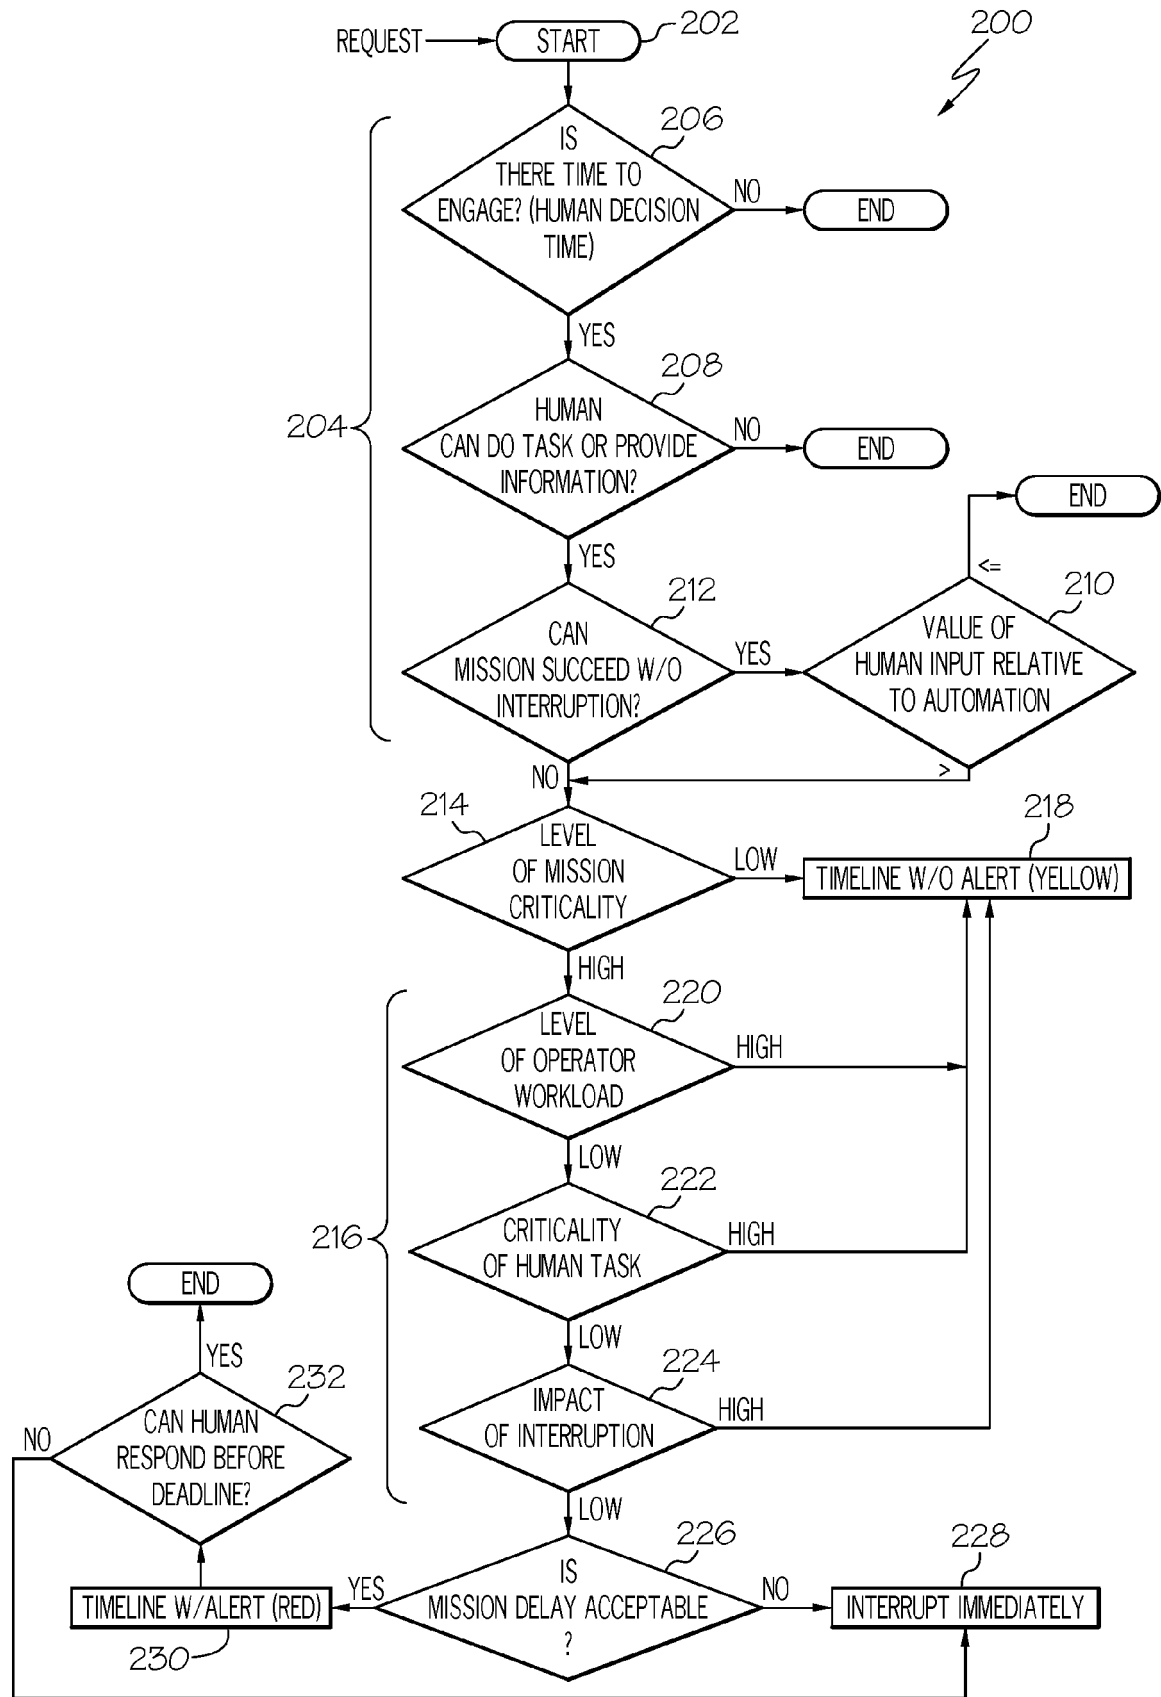 REQUEST
START
202
200
206
IS
THERE TIME TO
ENGAGE? (HUMAN DECISION
TIME)
NO
END
YES
204
208
HUMAN
CAN DO TASK OR PROVIDE
INFORMATION?
NO
END
YES
END
<=
210
212
CAN
MISSION SUCCEED W/O
INTERRUPTION?
YES
VALUE OF
HUMAN INPUT RELATIVE
TO AUTOMATION
>
NO
214
LEVEL
OF MISSION
CRITICALITY
LOW
218
TIMELINE W/O ALERT (YELLOW)
HIGH
216
220
LEVEL
OF OPERATOR
WORKLOAD
HIGH
LOW
222
CRITICALITY
OF HUMAN TASK
HIGH
LOW
224
IMPACT
OF INTERRUPTION
HIGH
LOW
226
IS
MISSION DELAY ACCEPTABLE
?
NO
228
INTERRUPT IMMEDIATELY
YES
TIMELINE W/ALERT (RED)
230
232
CAN HUMAN
RESPOND BEFORE
DEADLINE?
NO
YES
END